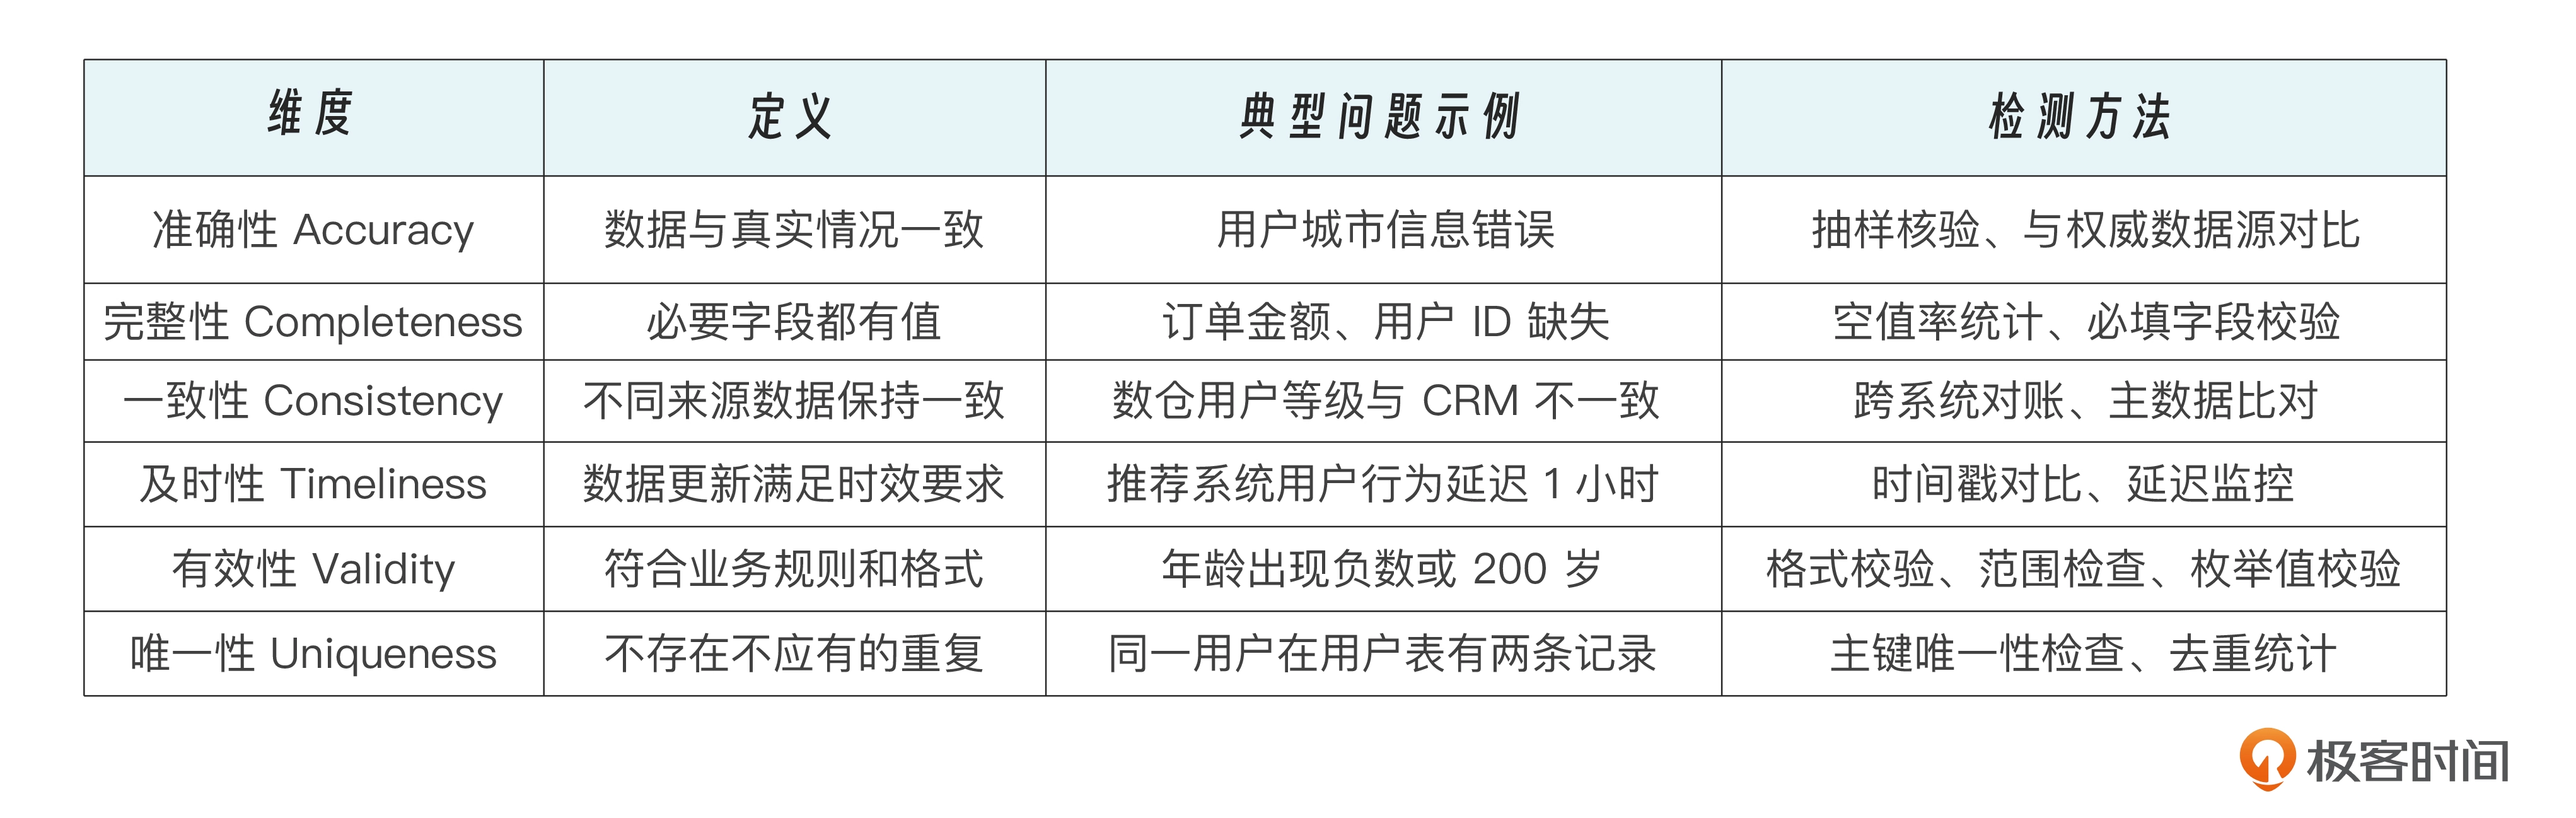 维度 定义 典型问题示例 检测方法
准确性 Accuracy 数据与真实情况一致 用户城市信息错误 抽样核验、与权威数据源对比
完整性 Completeness 必要字段都有值 订单金额、用户 ID 缺失 空值率统计、必填字段校验
一致性 Consistency 不同来源数据保持一致 数仓用户等级与 CRM 不一致 跨系统对账、主数据比对
及时性 Timeliness 数据更新满足时效要求 推荐系统用户行为延迟 1 小时 时间戳对比、延迟监控
有效性 Validity 符合业务规则和格式 年龄出现负数或 200 岁 格式校验、范围检查、枚举值校验
唯一性 Uniqueness 不存在不应有的重复 同一用户在用户表有两条记录 主键唯一性检查、去重统计
极客时间